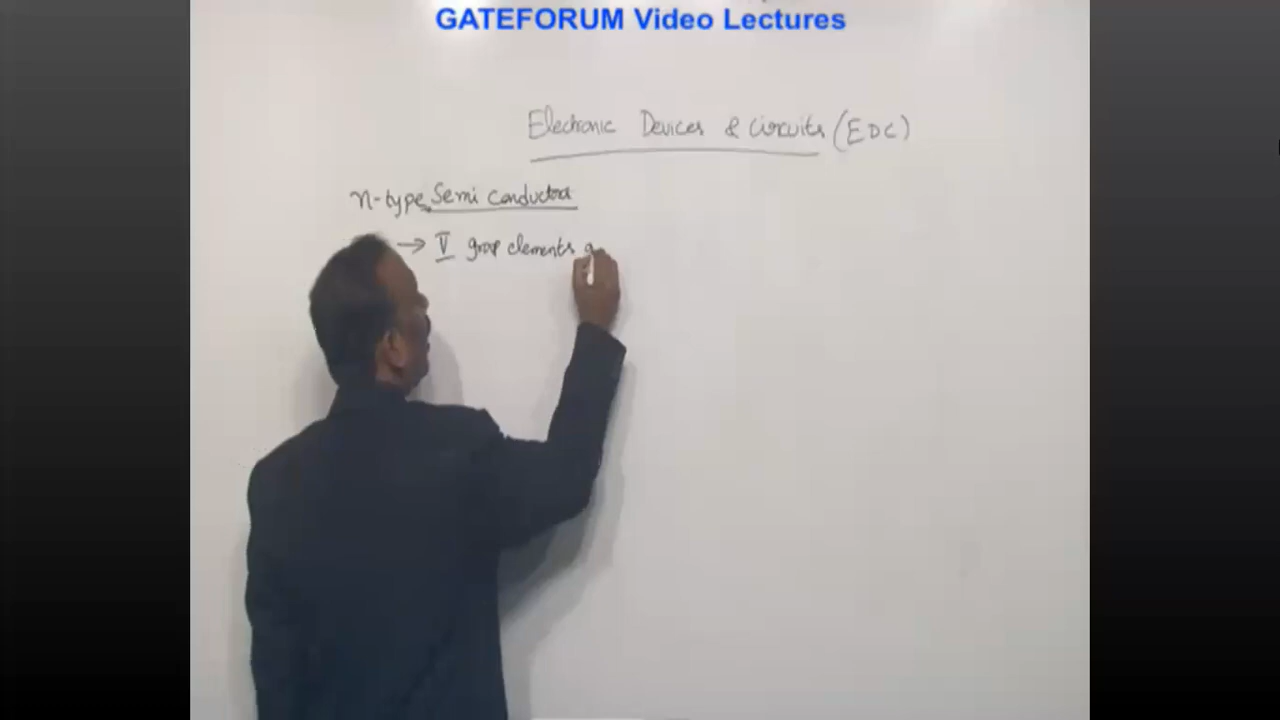 GATEFORUM Video Lectures
Electronic Devices & Circuits (EDC)
n-type Semi conductor
→ V group elements